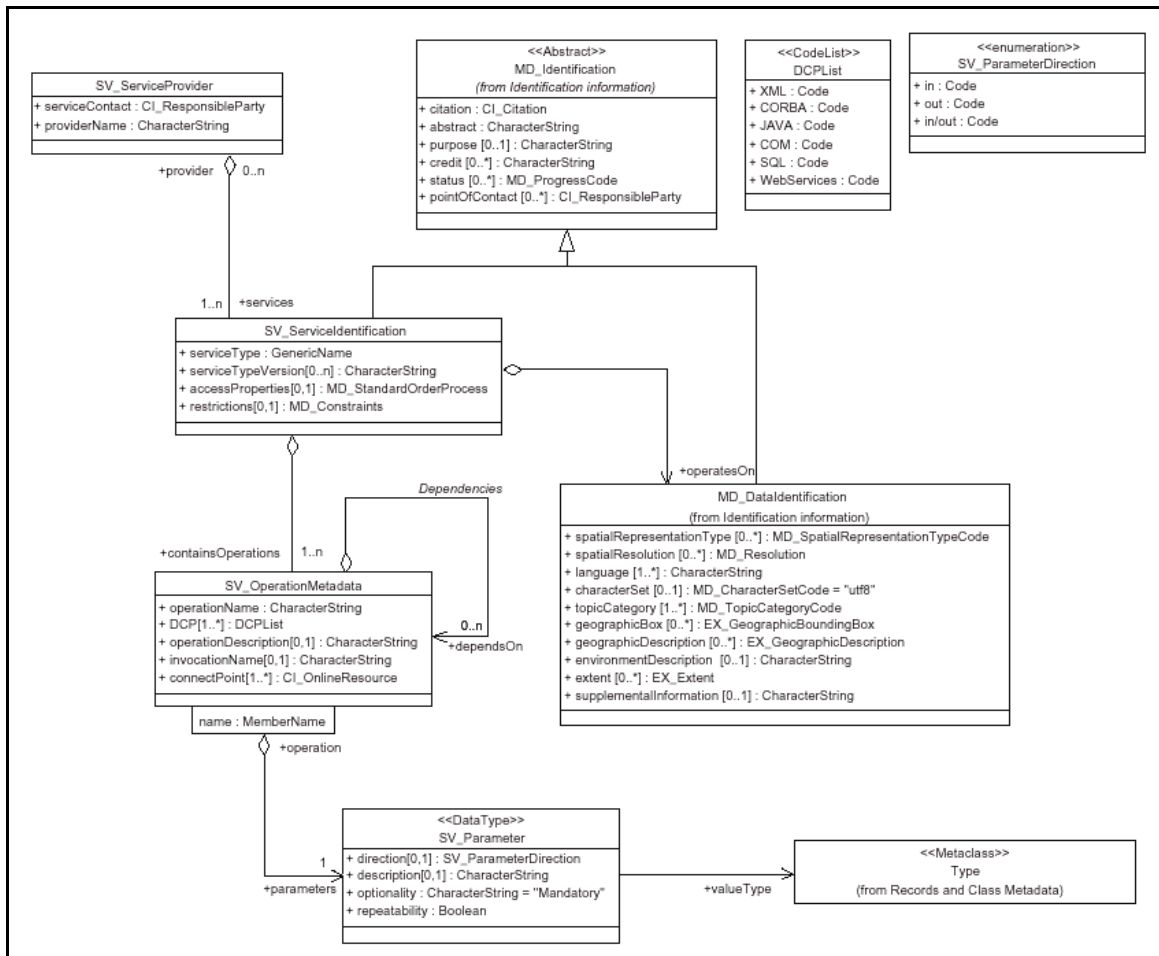 SV_ServiceProvider
+ serviceContact : CI_ResponsibleParty
+ providerName : CharacterString
+provider
0..n
<<Abstract>>
MD_Identification
(from Identification information)
+ citation : CI_Citation
+ abstract : CharacterString
+ purpose [0..1] : CharacterString
+ credit [0..*] : CharacterString
+ status [0..*] : MD_ProgressCode
+ pointOfContact [0..*] : CI_ResponsibleParty
<<CodeList>>
DCPList
+ XML : Code
+ CORBA : Code
+ JAVA : Code
+ COM : Code
+ SQL : Code
+ WebServices : Code
<<enumeration>>
SV_ParameterDirection
+ in : Code
+ out : Code
+ in/out : Code
1..n
+services
SV_ServiceIdentification
+ serviceType : GenericName
+ serviceTypeVersion[0..n] : CharacterString
+ accessProperties[0,1] : MD_StandardOrderProcess
+ restrictions[0,1] : MD_Constraints
+operatesOn
MD_DataIdentification
(from Identification information)
+ spatialRepresentationType [0..*] : MD_SpatialRepresentationTypeCode
+ spatialResolution [0..*] : MD_Resolution
+ language [1..*] : CharacterString
+ characterSet [0..1] : MD_CharacterSetCode = "utf8"
+ topicCategory [1..*] : MD_TopicCategoryCode
+ geographicBox [0..*] : EX_GeographicBoundingBox
+ geographicDescription [0..*] : EX_GeographicDescription
+ environmentDescription [0..1] : CharacterString
+ extent [0..*] : EX_Extent
+ supplementalInformation [0..1] : CharacterString
Dependencies
+containsOperations
1..n
SV_OperationMetadata
+ operationName : CharacterString
+ DCP[1..*] : DCPList
+ operationDescription[0,1] : CharacterString
+ invocationName[0,1] : CharacterString
+ connectPoint[1..*] : CI_OnlineResource
0..n
+dependsOn
name : MemberName
+operation
1
+parameters
<<DataType>>
SV_Parameter
+ direction[0,1] : SV_ParameterDirection
+ description[0,1] : CharacterString
+ optionality : CharacterString = "Mandatory"
+ repeatability : Boolean
+valueType
<<Metaclass>>
Type
(from Records and Class Metadata)